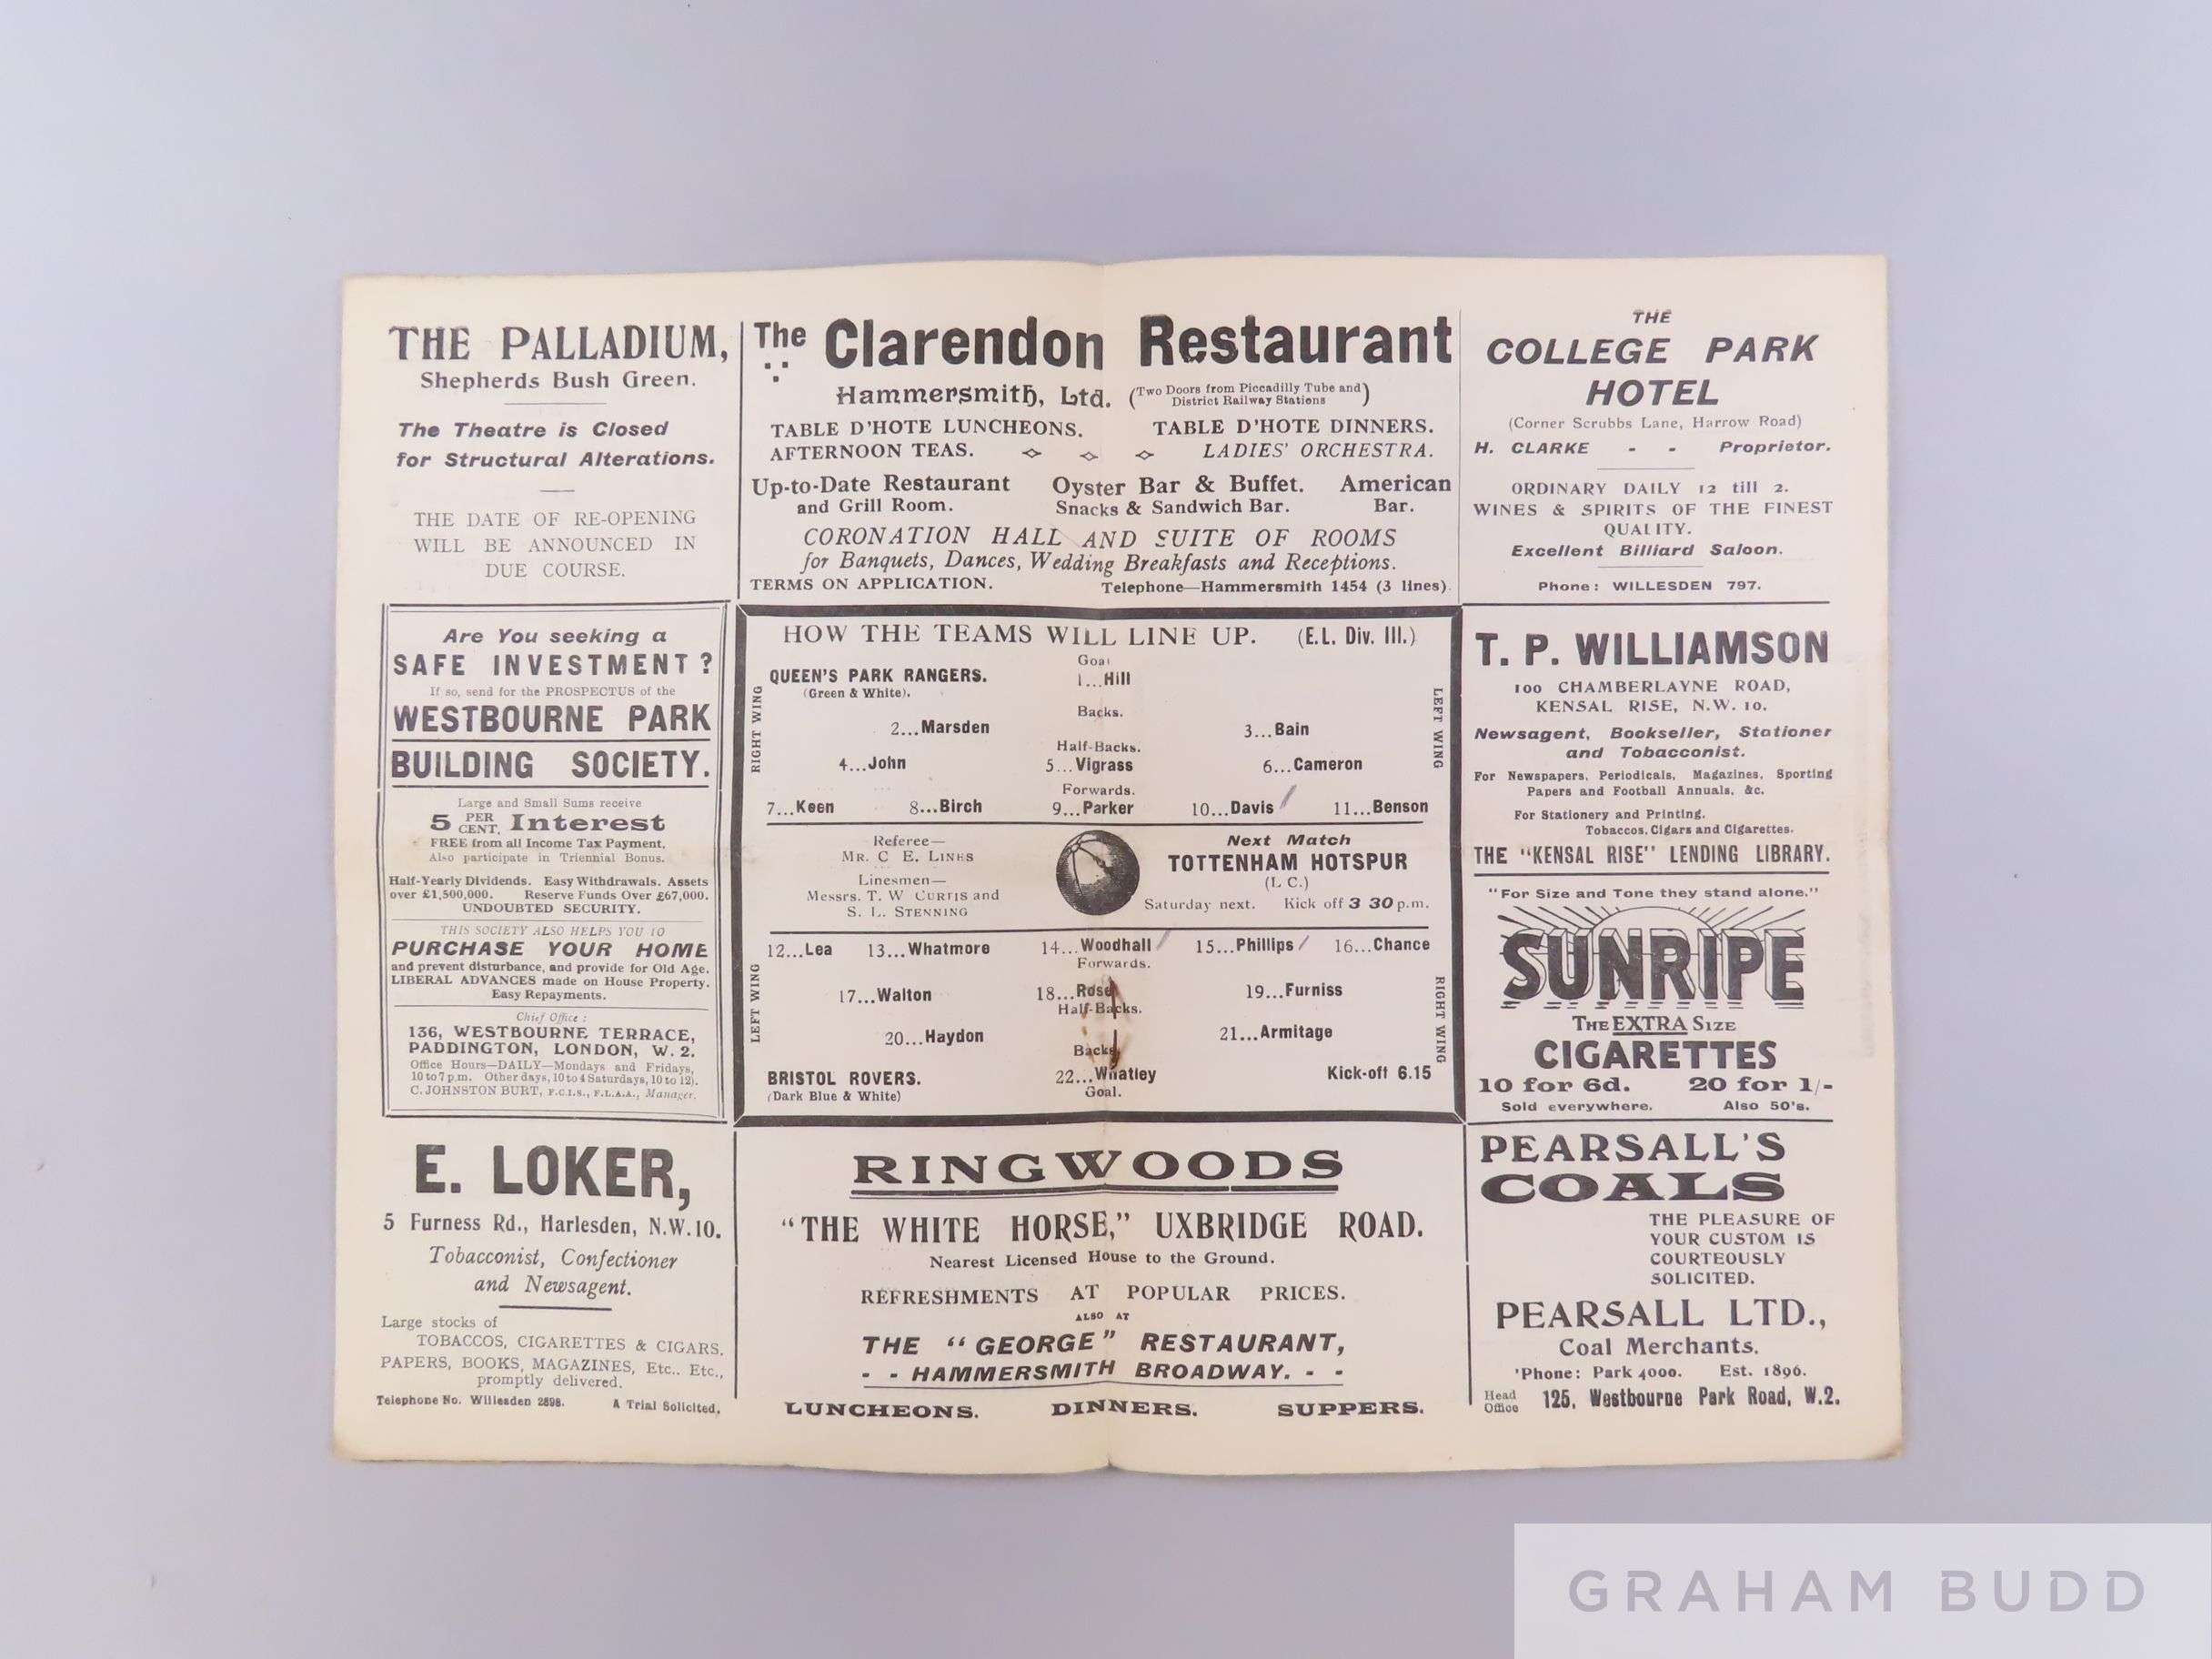 THE PALLADIUM,
Shepherds Bush Green.
The Theatre is Closed
for Structural Alterations.
THE DATE OF RE-OPENING
WILL BE ANNOUNCED IN
DUE COURSE.
The Clarendon Restaurant
Hammersmith, Ltd. (Two Doors from Piccadilly Tube and
District Railway Stations)
TABLE D'HOTE LUNCHEONS. TABLE D'HOTE DINNERS.
AFTERNOON TEAS. LADIES' ORCHESTRA.
Up-to-Date Restaurant Oyster Bar & Buffet. American
and Grill Room. Snacks & Sandwich Bar. Bar.
CORONATION HALL AND SUITE OF ROOMS
for Banquets, Dances, Wedding Breakfasts and Receptions.
TERMS ON APPLICATION. Telephone—Hammersmith 1454 (3 lines).
THE
COLLEGE PARK
HOTEL
(Corner Scrubbs Lane, Harrow Road)
H. CLARKE - - Proprietor.
ORDINARY DAILY 12 till 2.
WINES & SPIRITS OF THE FINEST
QUALITY.
Excellent Billiard Saloon.
Phone: WILLESDEN 797.
Are You seeking a
SAFE INVESTMENT?
If so, send for the PROSPECTUS of the
WESTBOURNE PARK
BUILDING SOCIETY.
Large and Small Sums receive
5 PER CENT. Interest
FREE from all Income Tax Payment.
Also participate in Triennial Bonus.
Half-Yearly Dividends. Easy Withdrawals. Assets
over £1,500,000. Reserve Funds Over £67,000.
UNDOUBTED SECURITY.
THIS SOCIETY ALSO HELPS YOU TO
PURCHASE YOUR HOME
and prevent disturbance, and provide for Old Age.
LIBERAL ADVANCES made on House Property.
Easy Repayments.
Chief Office:
136, WESTBOURNE TERRACE,
PADDINGTON, LONDON, W.2.
Office Hours—DAILY—Mondays and Fridays,
10 to 7 p.m. Other days, 10 to 4 Saturdays, 10 to 12).
C. JOHNSTON BURT, F.C.I.S., F.L.A.A., Manager.
HOW THE TEAMS WILL LINE UP. (E.L. Div. III.)
Goal
QUEEN'S PARK RANGERS. 1...Hill
(Green & White).
RIGHT WING
LEFT WING
Backs.
2...Marsden 3...Bain
Half-Backs.
4...John 5...Vigrass 6...Cameron
Forwards.
7...Keen 8...Birch 9...Parker 10...Davis 11...Benson
Referee—
MR. C E. LINES
Linesmen—
Messrs. T. W CURTIS and
S. L. STENNING
Next Match
TOTTENHAM HOTSPUR
(L C.)
Saturday next. Kick off 3 30 p.m.
12...Lea 13...Whatmore 14...Woodhall 15...Phillips 16...Chance
Forwards.
17...Walton 18...Rose 19...Furniss
Half-Backs.
LEFT WING
RIGHT WING
20...Haydon 21...Armitage
Backs
BRISTOL ROVERS. 22...Whatley Kick-off 6.15
(Dark Blue & White) Goal.
T. P. WILLIAMSON
100 CHAMBERLAYNE ROAD,
KENSAL RISE, N.W. 10.
Newsagent, Bookseller, Stationer
and Tobacconist.
For Newspapers, Periodicals, Magazines, Sporting
Papers and Football Annuals, &c.
For Stationery and Printing.
Tobaccos, Cigars and Cigarettes.
THE "KENSAL RISE" LENDING LIBRARY.
"For Size and Tone they stand alone."
SUNRIPE
THE EXTRA SIZE
CIGARETTES
10 for 6d. 20 for 1/-
Sold everywhere. Also 50's.
E. LOKER,
5 Furness Rd., Harlesden, N.W.10.
Tobacconist, Confectioner
and Newsagent.
Large stocks of
TOBACCOS, CIGARETTES & CIGARS.
PAPERS, BOOKS, MAGAZINES, Etc.. Etc.,
promptly delivered.
Telephone No. Willesden 2898. A Trial Solicited.
RINGWOODS
"THE WHITE HORSE," UXBRIDGE ROAD.
Nearest Licensed House to the Ground.
REFRESHMENTS AT POPULAR PRICES.
ALSO AT
THE "GEORGE" RESTAURANT,
- - HAMMERSMITH BROADWAY. - -
LUNCHEONS. DINNERS. SUPPERS.
PEARSALL'S
COALS
THE PLEASURE OF
YOUR CUSTOM IS
COURTEOUSLY
SOLICITED.
PEARSALL LTD.,
Coal Merchants.
'Phone: Park 4000. Est. 1896.
Head Office 125, Westbourne Park Road, W.2.
GRAHAM BUDD